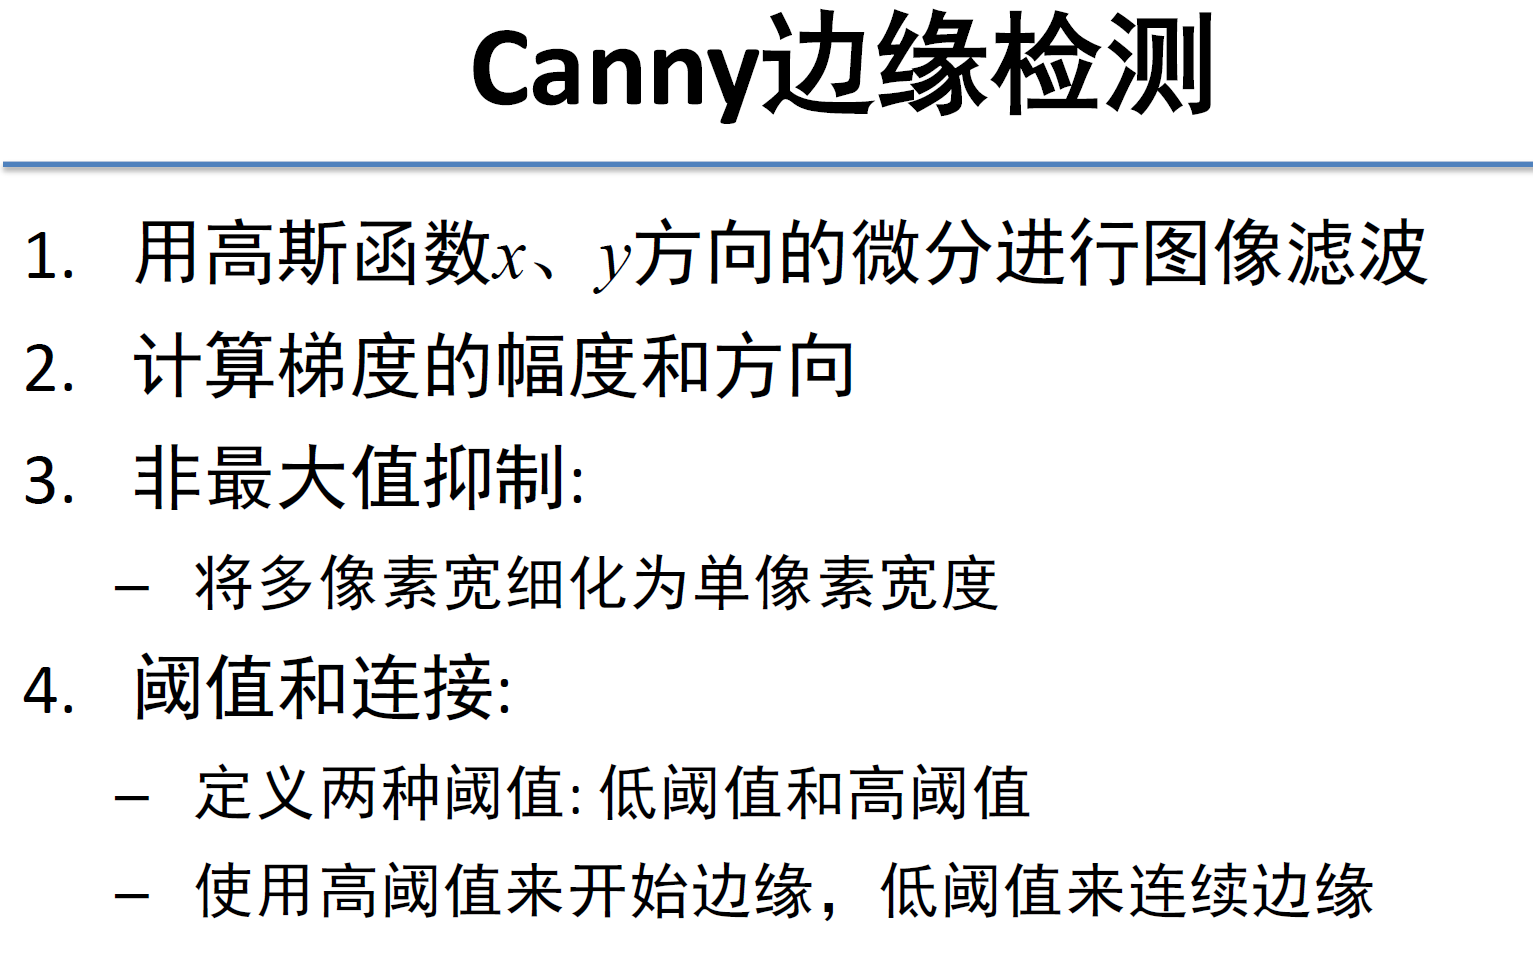 Canny边缘检测
1. 用高斯函数x、y方向的微分进行图像滤波
2. 计算梯度的幅度和方向
3. 非最大值抑制:
– 将多像素宽细化为单像素宽度
4. 阈值和连接:
– 定义两种阈值: 低阈值和高阈值
– 使用高阈值来开始边缘，低阈值来连续边缘